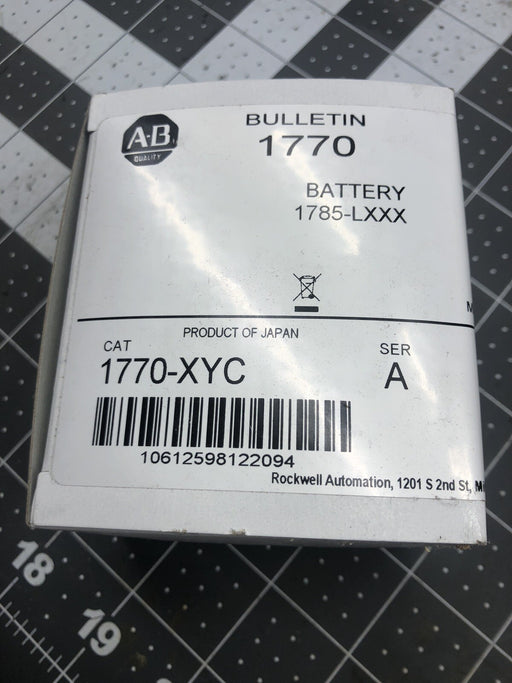 A-B
QUALITY
BULLETIN
1770
BATTERY
1785-LXXX
PRODUCT OF JAPAN
CAT
1770-XYC
SER
A
10612598122094
Rockwell Automation, 1201 S 2nd St,
18
19